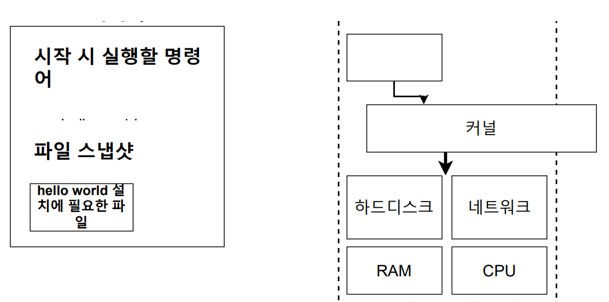 시작 시 실행할 명령
어
파일 스냅샷
hello world 설
치에 필요한 파
일
커널
하드디스크
네트워크
RAM
CPU